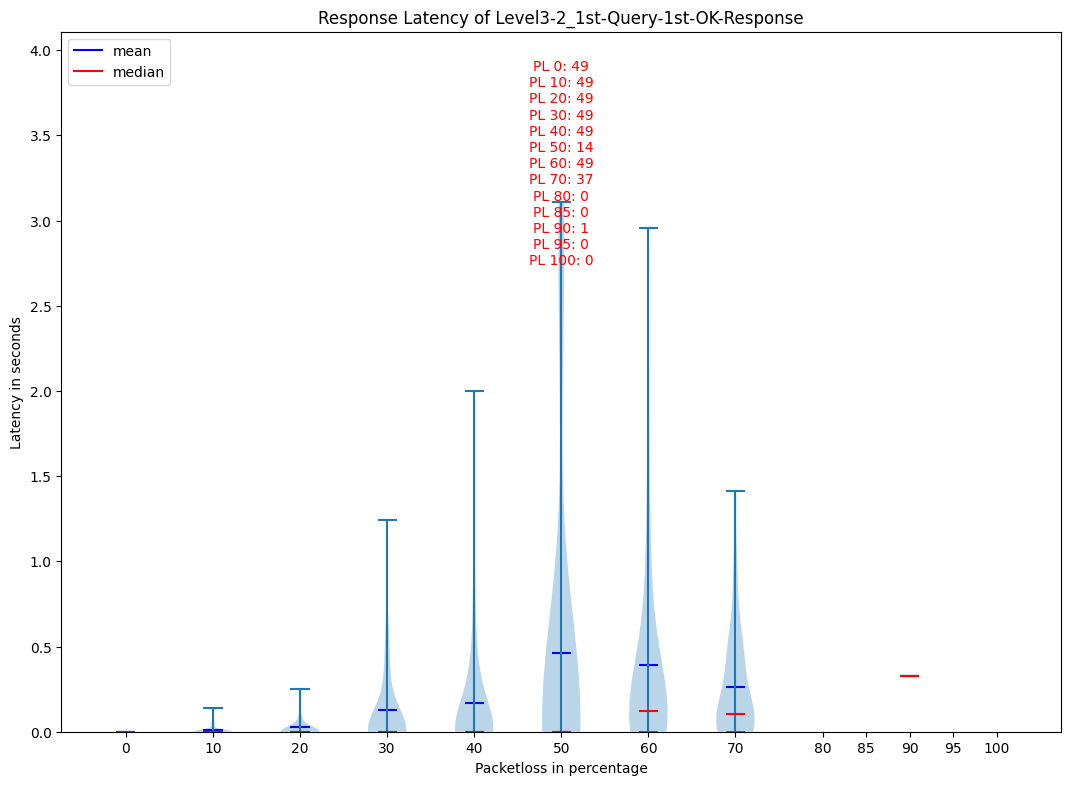 Response Latency of Level3-2_1st-Query-1st-OK-Response
mean
median
PL 0: 49
PL 10: 49
PL 20: 49
PL 30: 49
PL 40: 49
PL 50: 14
PL 60: 49
PL 70: 37
PL 80: 0
PL 85: 0
PL 90: 1
PL 95: 0
PL 100: 0
Latency in seconds
4.0
3.5
3.0
2.5
2.0
1.5
1.0
0.5
0.0
0 10 20 30 40 50 60 70 80 85 90 95 100
Packetloss in percentage